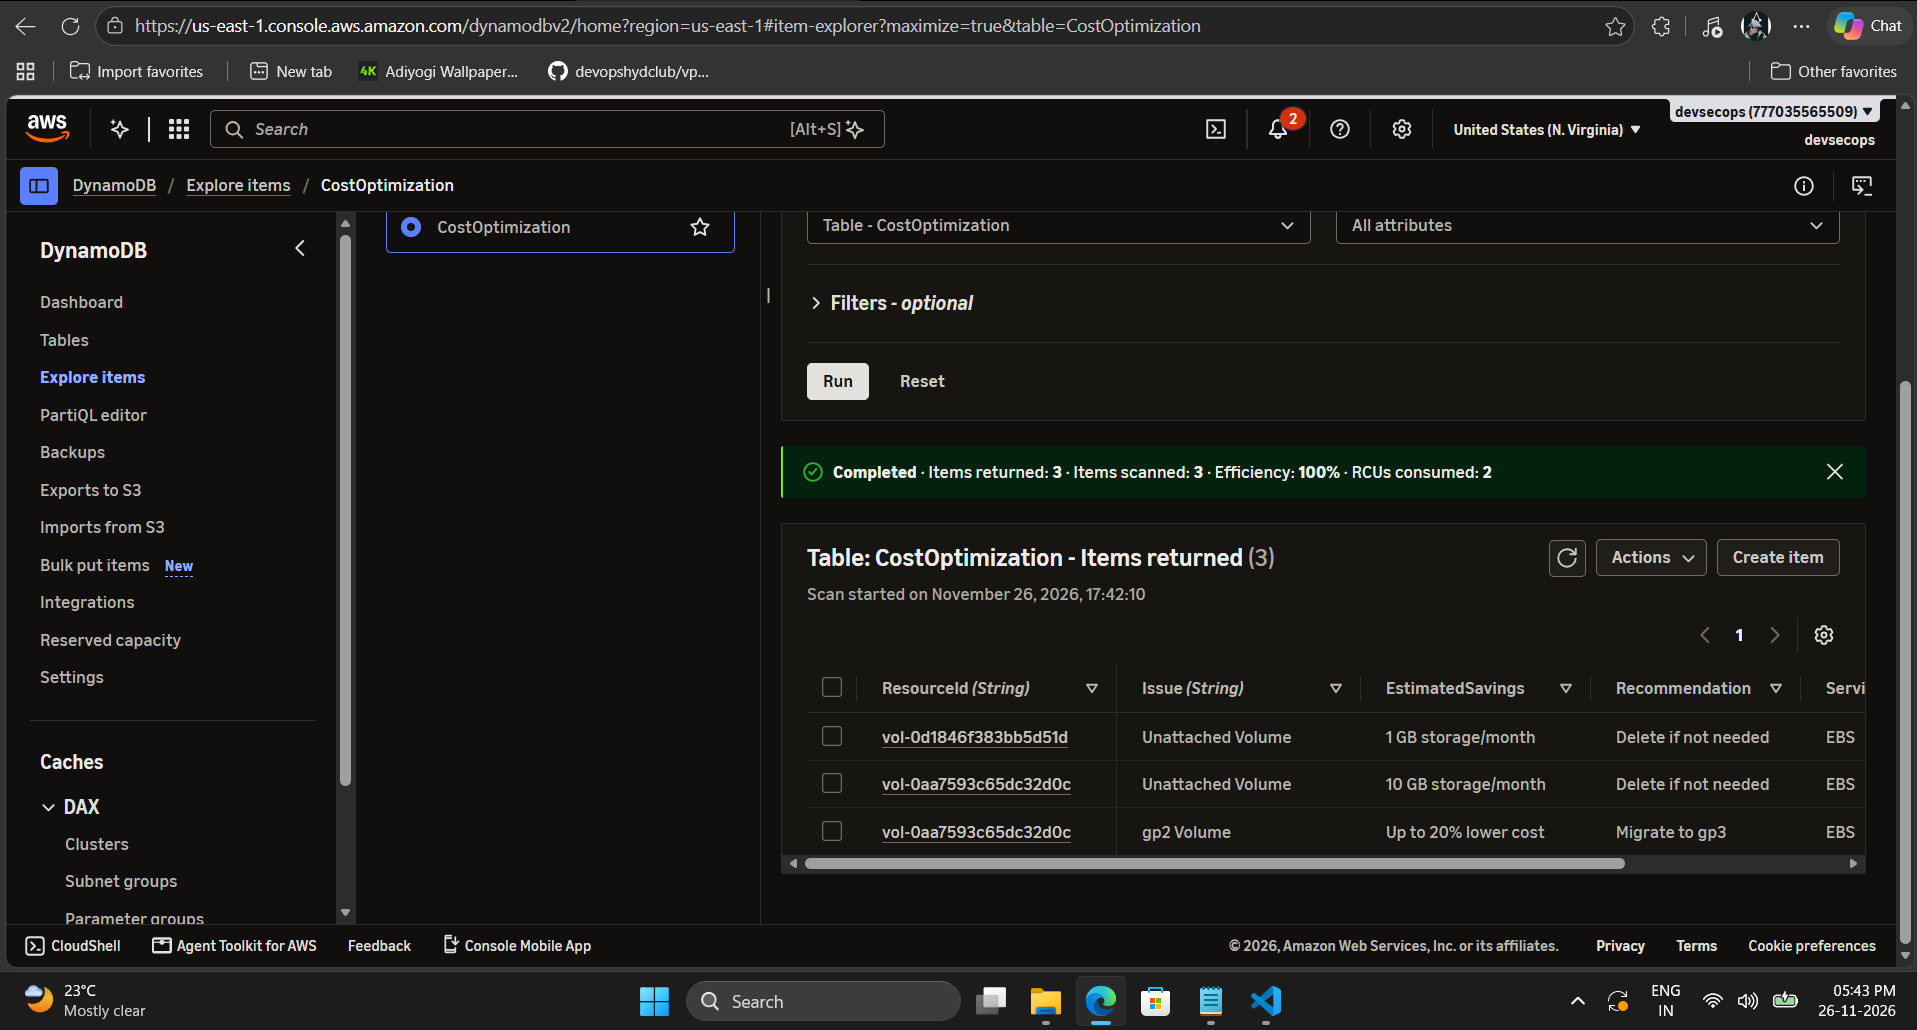 https://us-east-1.console.aws.amazon.com/dynamodbv2/home?region=us-east-1#item-explorer?maximize=true&table=CostOptimization
Chat
Import favorites
New tab
4K Adiyogi Wallpaper...
devopshydclub/vp...
Other favorites
aws
Search
[Alt+S]
2
United States (N. Virginia)
devsecops (777035565509)
devsecops
DynamoDB / Explore items / CostOptimization
DynamoDB
Dashboard
Tables
Explore items
PartiQL editor
Backups
Exports to S3
Imports from S3
Bulk put items New
Integrations
Reserved capacity
Settings
Caches
DAX
Clusters
Subnet groups
Parameter groups
CostOptimization
Table - CostOptimization
All attributes
Filters - optional
Run
Reset
Completed · Items returned: 3 · Items scanned: 3 · Efficiency: 100% · RCUs consumed: 2
Table: CostOptimization - Items returned (3)
Actions
Create item
Scan started on November 26, 2026, 17:42:10
1
ResourceId (String) Issue (String) EstimatedSavings Recommendation Servi
vol-0d1846f383bb5d51d Unattached Volume 1 GB storage/month Delete if not needed EBS
vol-0aa7593c65dc32d0c Unattached Volume 10 GB storage/month Delete if not needed EBS
vol-0aa7593c65dc32d0c gp2 Volume Up to 20% lower cost Migrate to gp3 EBS
CloudShell
Agent Toolkit for AWS
Feedback
Console Mobile App
© 2026, Amazon Web Services, Inc. or its affiliates.
Privacy
Terms
Cookie preferences
23°C
Mostly clear
Search
ENG
IN
05:43 PM
26-11-2026